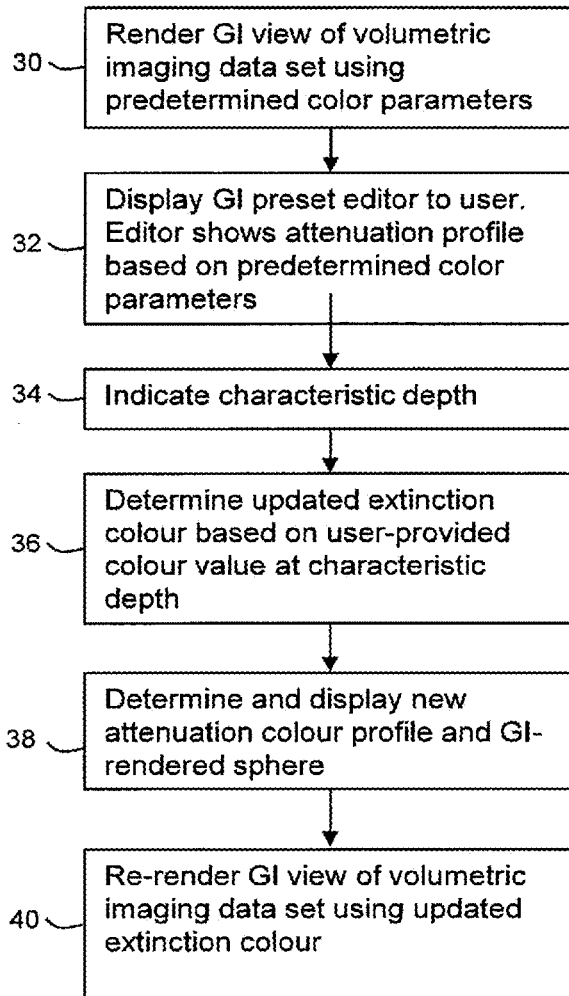 30
Render GI view of volumetric
imaging data set using
predetermined color parameters
32
Display GI preset editor to user.
Editor shows attenuation profile
based on predetermined color
parameters
34
Indicate characteristic depth
36
Determine updated extinction
colour based on user-provided
colour value at characteristic
depth
38
Determine and display new
attenuation colour profile and GI-
rendered sphere
40
Re-render GI view of volumetric
imaging data set using updated
extinction colour